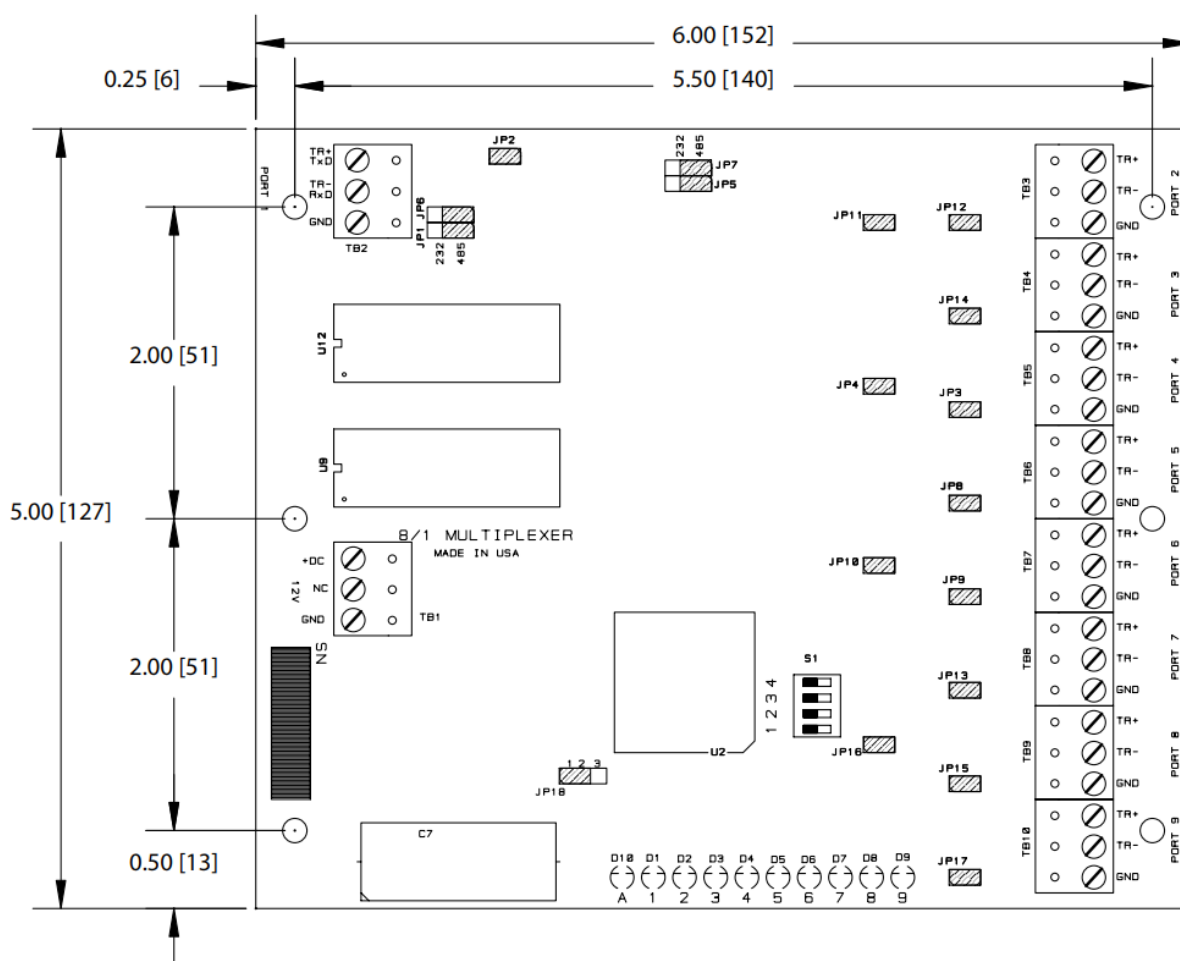 6.00 [152]
0.25 [6]
5.50 [140]
TR+
TxD
TR-
RxD
GND
PORT 1
TB2
JP2
JP6
JP1
232
485
232
485
JP7
JP5
JP11
JP12
TB3
TR+
TR-
GND
PORT 2
TB4
TR+
TR-
GND
PORT 3
JP14
2.00 [51]
U12
JP4
JP3
TB5
TR+
TR-
GND
PORT 4
U9
JP8
TB6
TR+
TR-
GND
PORT 5
5.00 [127]
8/1 MULTIPLEXER
MADE IN USA
+DC
NC
GND
12V
TB1
JP10
JP9
TB7
TR+
TR-
GND
PORT 6
2.00 [51]
SN
U2
S1
1 2 3 4
JP13
TB8
TR+
TR-
GND
PORT 7
JP16
JP15
TB9
TR+
TR-
GND
PORT 8
1 2 3
JP18
C7
0.50 [13]
D10 D1 D2 D3 D4 D5 D6 D7 D8 D9
A 1 2 3 4 5 6 7 8 9
JP17
TB10
TR+
TR-
GND
PORT 9